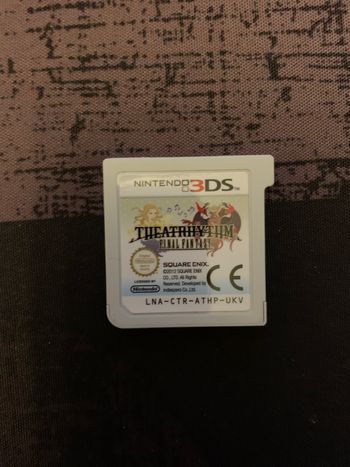 NINTENDO 3DS™
THEATRHYTHM
FINAL FANTASY
SQUARE ENIX.
©2012 SQUARE ENIX
CO., LTD. All Rights
Reserved. Developed by
indieszero Co.,Ltd.
LICENSED BY
Nintendo
CE
LNA-CTR-ATHP-UKV